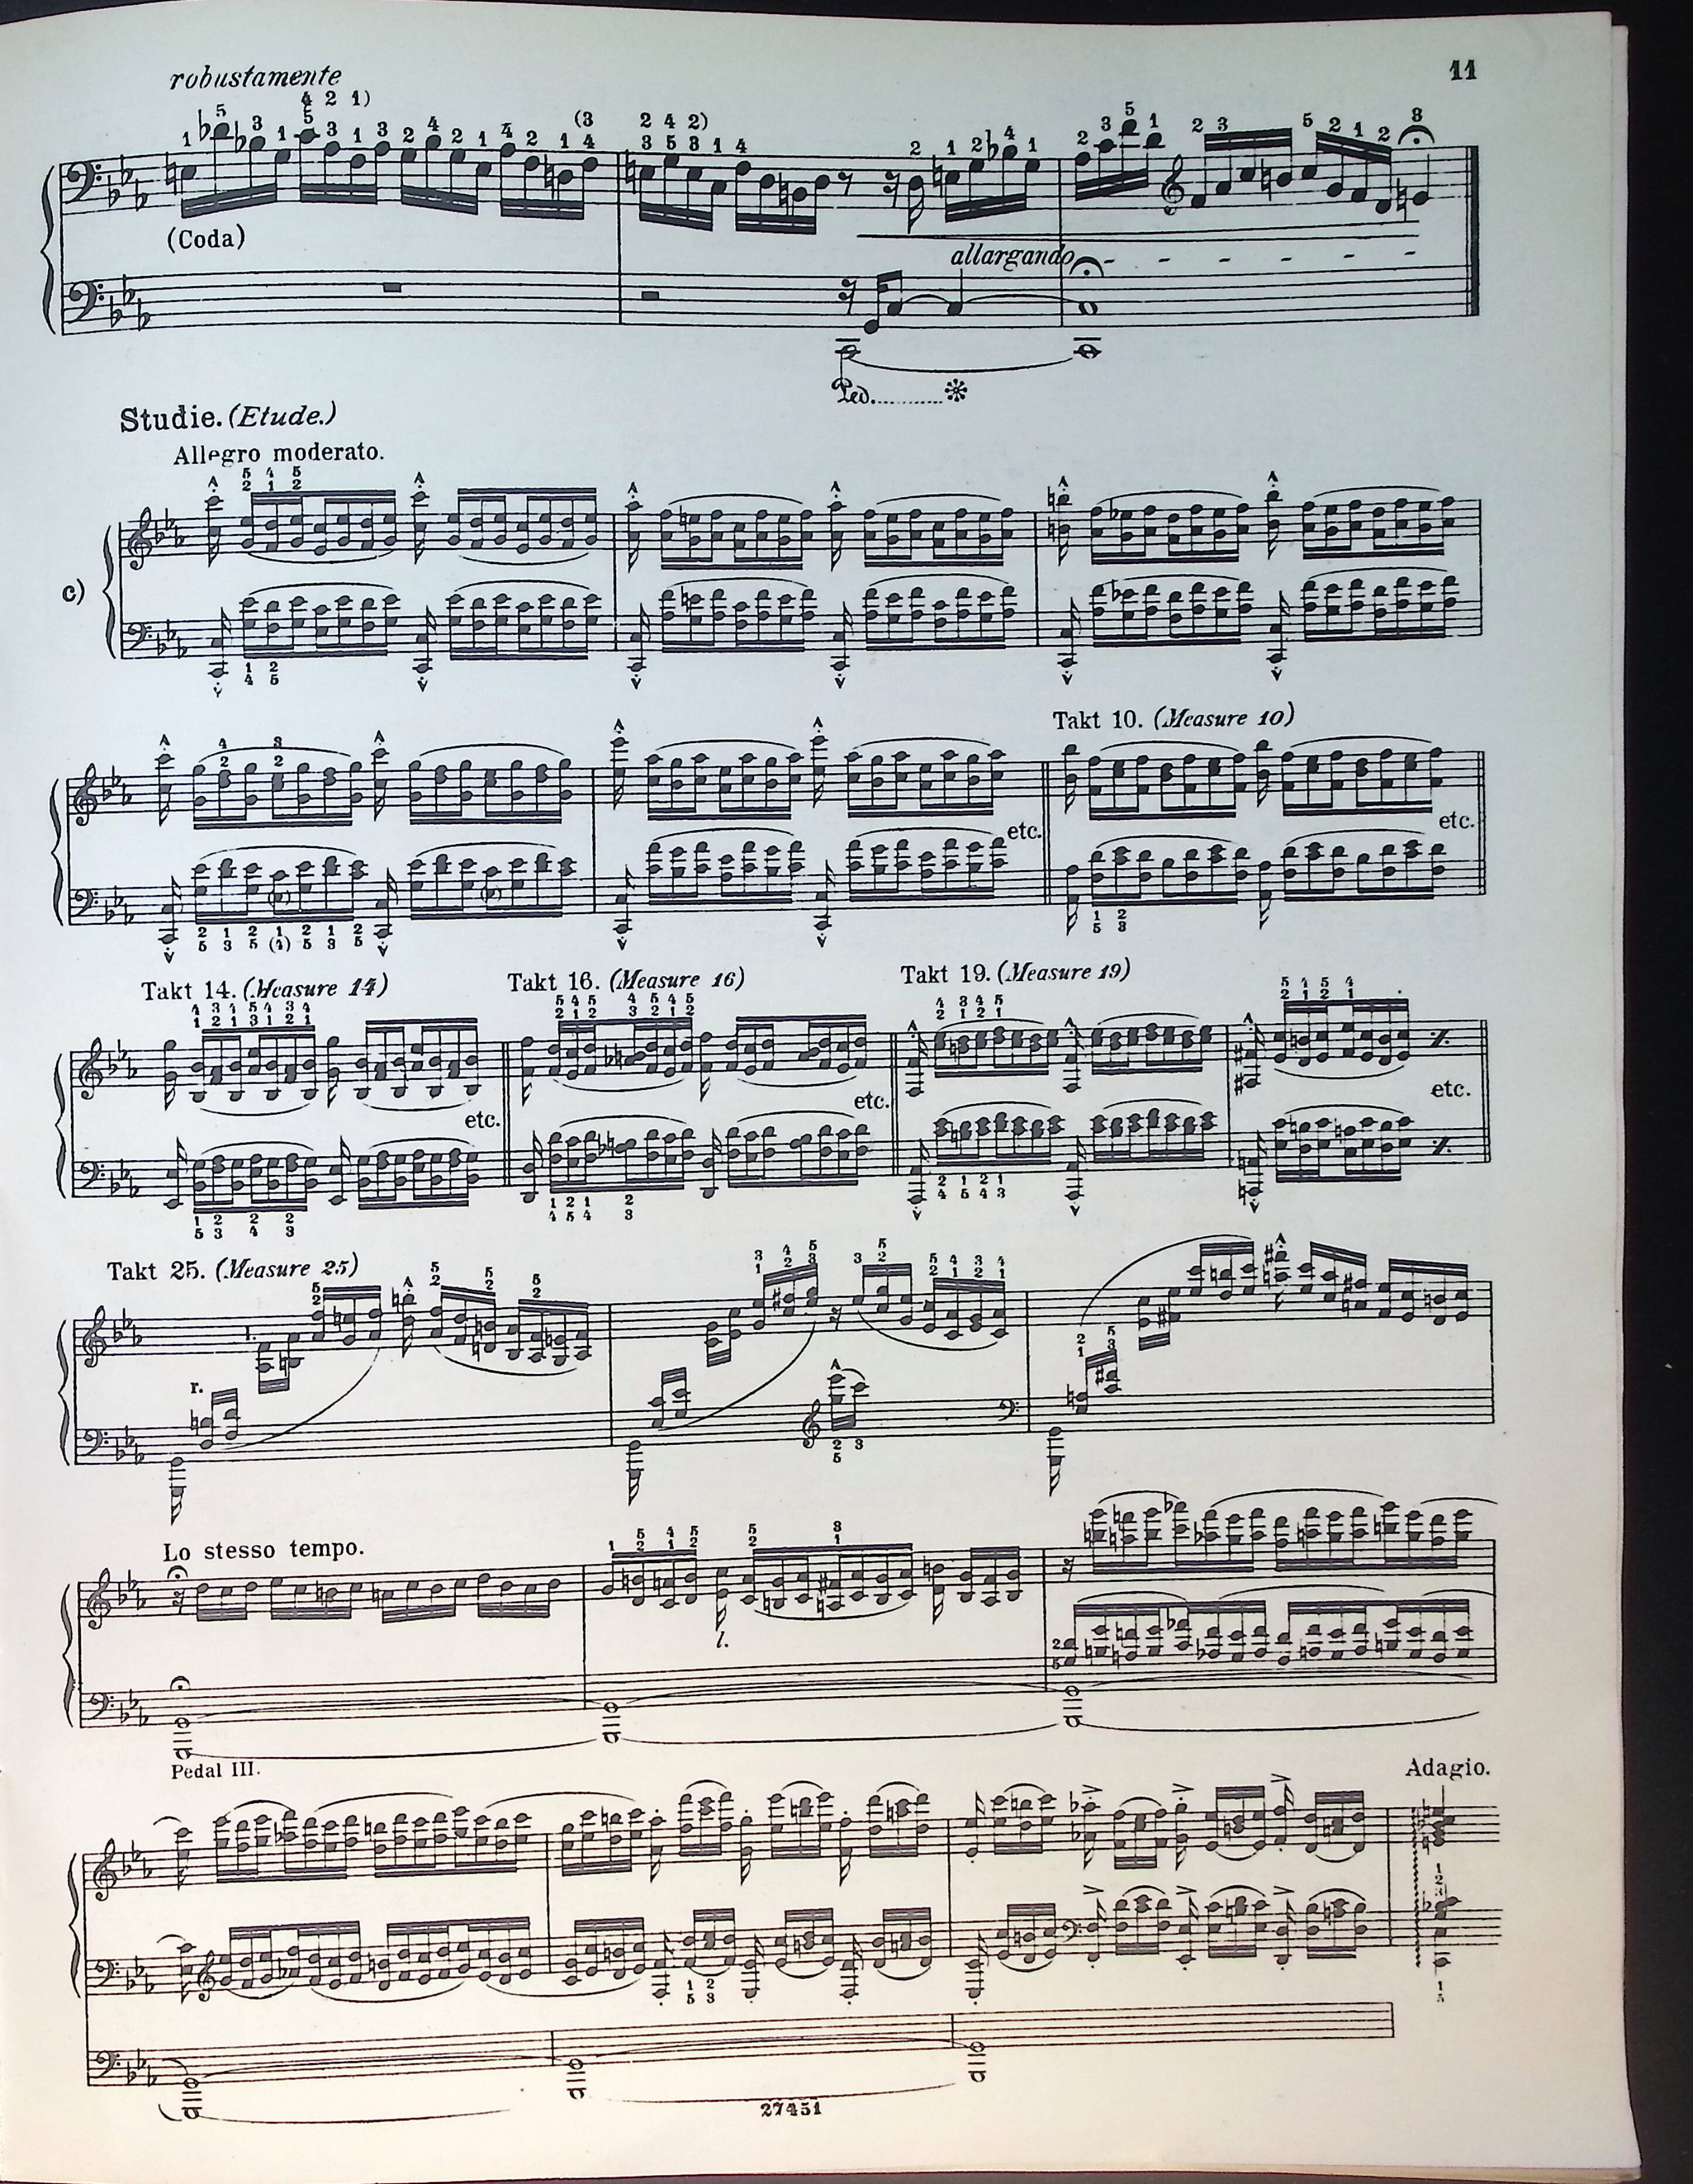 robustamente
11
(Coda)
allargando
Ped.
Studie. (Etude.)
Allegro moderato.
c)
Takt 10. (Measure 10)
etc.
etc.
Takt 14. (Measure 14)
Takt 16. (Measure 16)
Takt 19. (Measure 19)
etc.
etc.
etc.
Takt 25. (Measure 25)
l.
r.
Lo stesso tempo.
l.
Pedal III.
Adagio.
27451